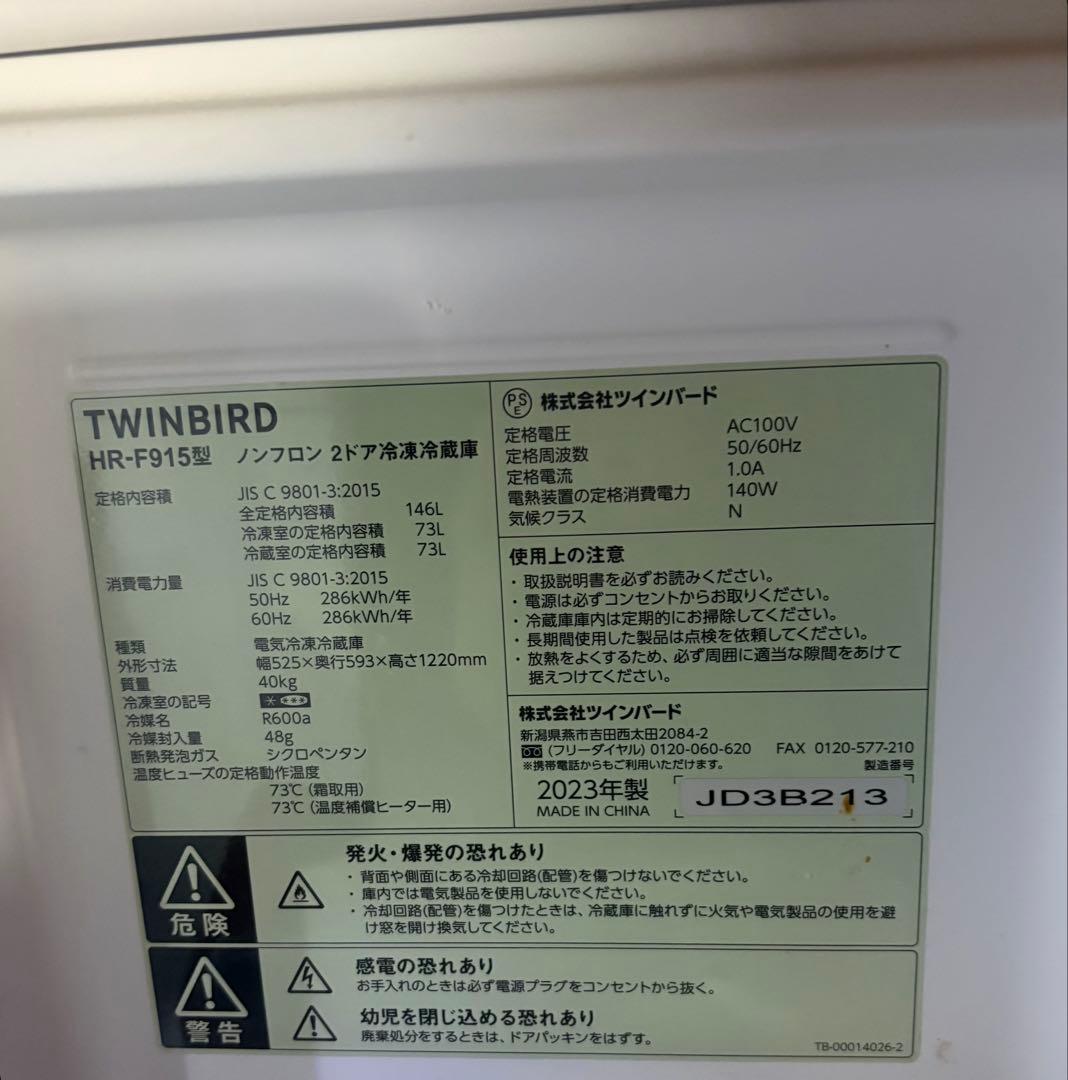 TWINBIRD
HR-F915型 ノンフロン 2ドア冷凍冷蔵庫
定格内容積 JIS C 9801-3:2015
全定格内容積 146L
冷凍室の定格内容積 73L
冷蔵室の定格内容積 73L
消費電力量 JIS C 9801-3:2015
50Hz 286kWh/年
60Hz 286kWh/年
種類 電気冷凍冷蔵庫
外形寸法 幅525×奥行593×高さ1220mm
質量 40kg
冷凍室の記号
冷媒名 R600a
冷媒封入量 48g
断熱発泡ガス シクロペンタン
温度ヒューズの定格動作温度
73℃（霜取用）
73℃（温度補償ヒーター用）
PSE 株式会社ツインバード
定格電圧 AC100V
定格周波数 50/60Hz
定格電流 1.0A
電熱装置の定格消費電力 140W
気候クラス N
使用上の注意
・取扱説明書を必ずお読みください。
・電源は必ずコンセントからお取りください。
・冷蔵庫庫内は定期的にお掃除してください。
・長期間使用した製品は点検を依頼してください。
・放熱をよくするため、必ず周囲に適当な隙間をあけて
据えつけてください。
株式会社ツインバード
新潟県燕市吉田西太田2084-2
(フリーダイヤル) 0120-060-620 FAX 0120-577-210
※携帯電話からもご利用いただけます。 製造番号
2023年製 JD3B213
MADE IN CHINA
危険
発火・爆発の恐れあり
・背面や側面にある冷却回路(配管)を傷つけないでください。
・庫内では電気製品を使用しないでください。
・冷却回路(配管)を傷つけたときは、冷蔵庫に触れずに火気や電気製品の使用を避
け窓を開け換気してください。
警告
感電の恐れあり
お手入れのときは必ず電源プラグをコンセントから抜く。
幼児を閉じ込める恐れあり
廃棄処分をするときは、ドアパッキンをはずす。
TB-00014026-2